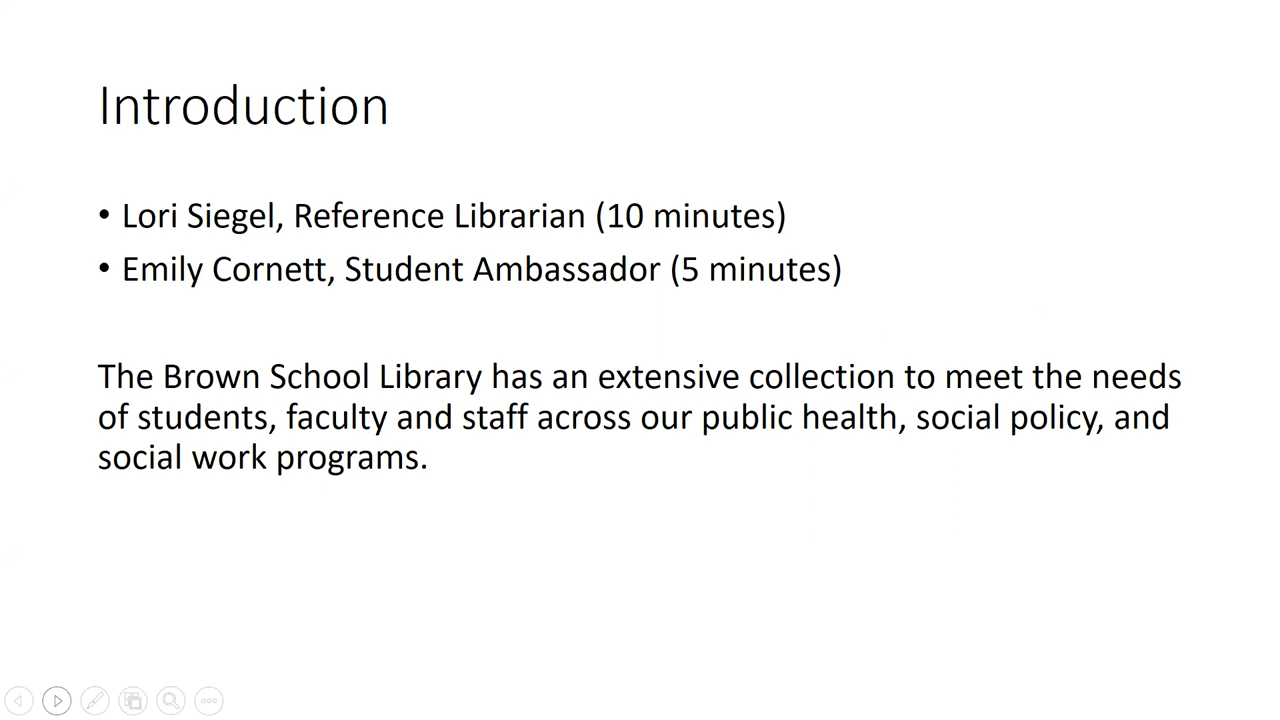 Introduction
• Lori Siegel, Reference Librarian (10 minutes)
• Emily Cornett, Student Ambassador (5 minutes)
The Brown School Library has an extensive collection to meet the needs
of students, faculty and staff across our public health, social policy, and
social work programs.